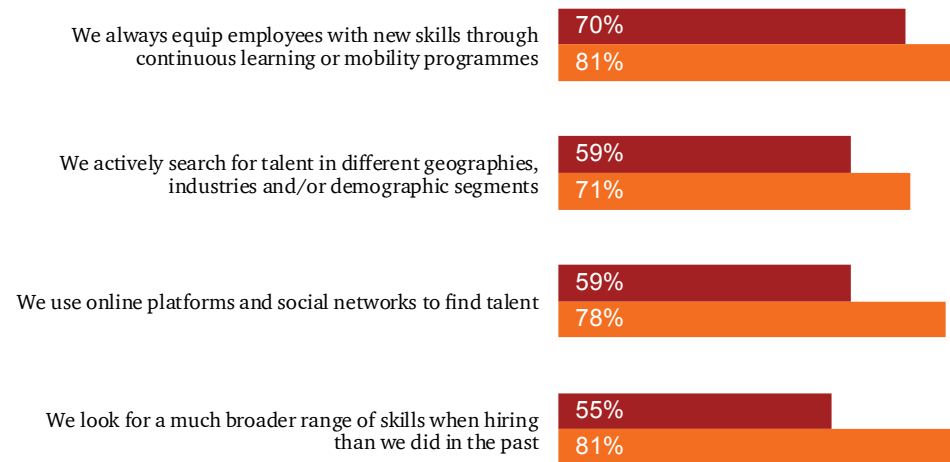 We always equip employees with new skills through
continuous learning or mobility programmes
70%
81%
We actively search for talent in different geographies,
industries and/or demographic segments
59%
71%
We use online platforms and social networks to find talent
59%
78%
We look for a much broader range of skills when hiring
than we did in the past
55%
81%